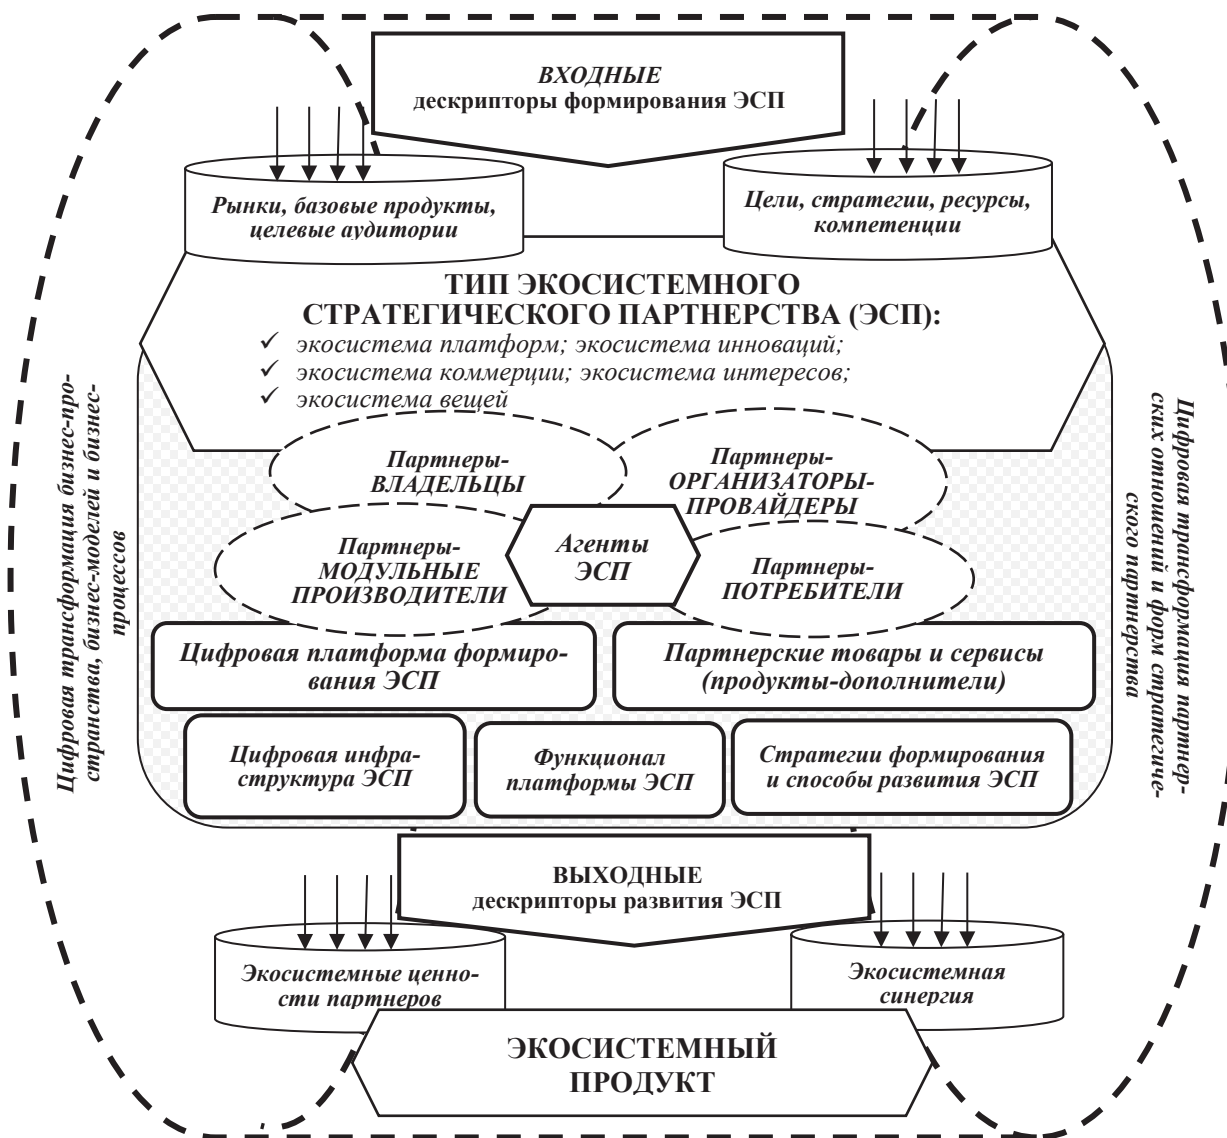 ВХОДНЫЕ
дескрипторы формирования ЭСП
Рынки, базовые продукты,
целевые аудитории
Цели, стратегии, ресурсы,
компетенции
ТИП ЭКОСИСТЕМНОГО
СТРАТЕГИЧЕСКОГО ПАРТНЕРСТВА (ЭСП):
✓ экосистема платформ; экосистема инноваций;
✓ экосистема коммерции; экосистема интересов;
✓ экосистема вещей
Цифровая трансформация бизнес-про-
странства, бизнес-моделей и бизнес-
процессов
Цифровая трансформация партнер-
ских отношений и форм стратегиче-
ского партнерства
Партнеры-
ВЛАДЕЛЬЦЫ
Партнеры-
ОРГАНИЗАТОРЫ-
ПРОВАЙДЕРЫ
Партнеры-
МОДУЛЬНЫЕ
ПРОИЗВОДИТЕЛИ
Агенты
ЭСП
Партнеры-
ПОТРЕБИТЕЛИ
Цифровая платформа формиро-
вания ЭСП
Партнерские товары и сервисы
(продукты-дополнители)
Цифровая инфра-
структура ЭСП
Функционал
платформы ЭСП
Стратегии формирования
и способы развития ЭСП
ВЫХОДНЫЕ
дескрипторы развития ЭСП
Экосистемные ценно-
сти партнеров
Экосистемная
синергия
ЭКОСИСТЕМНЫЙ
ПРОДУКТ